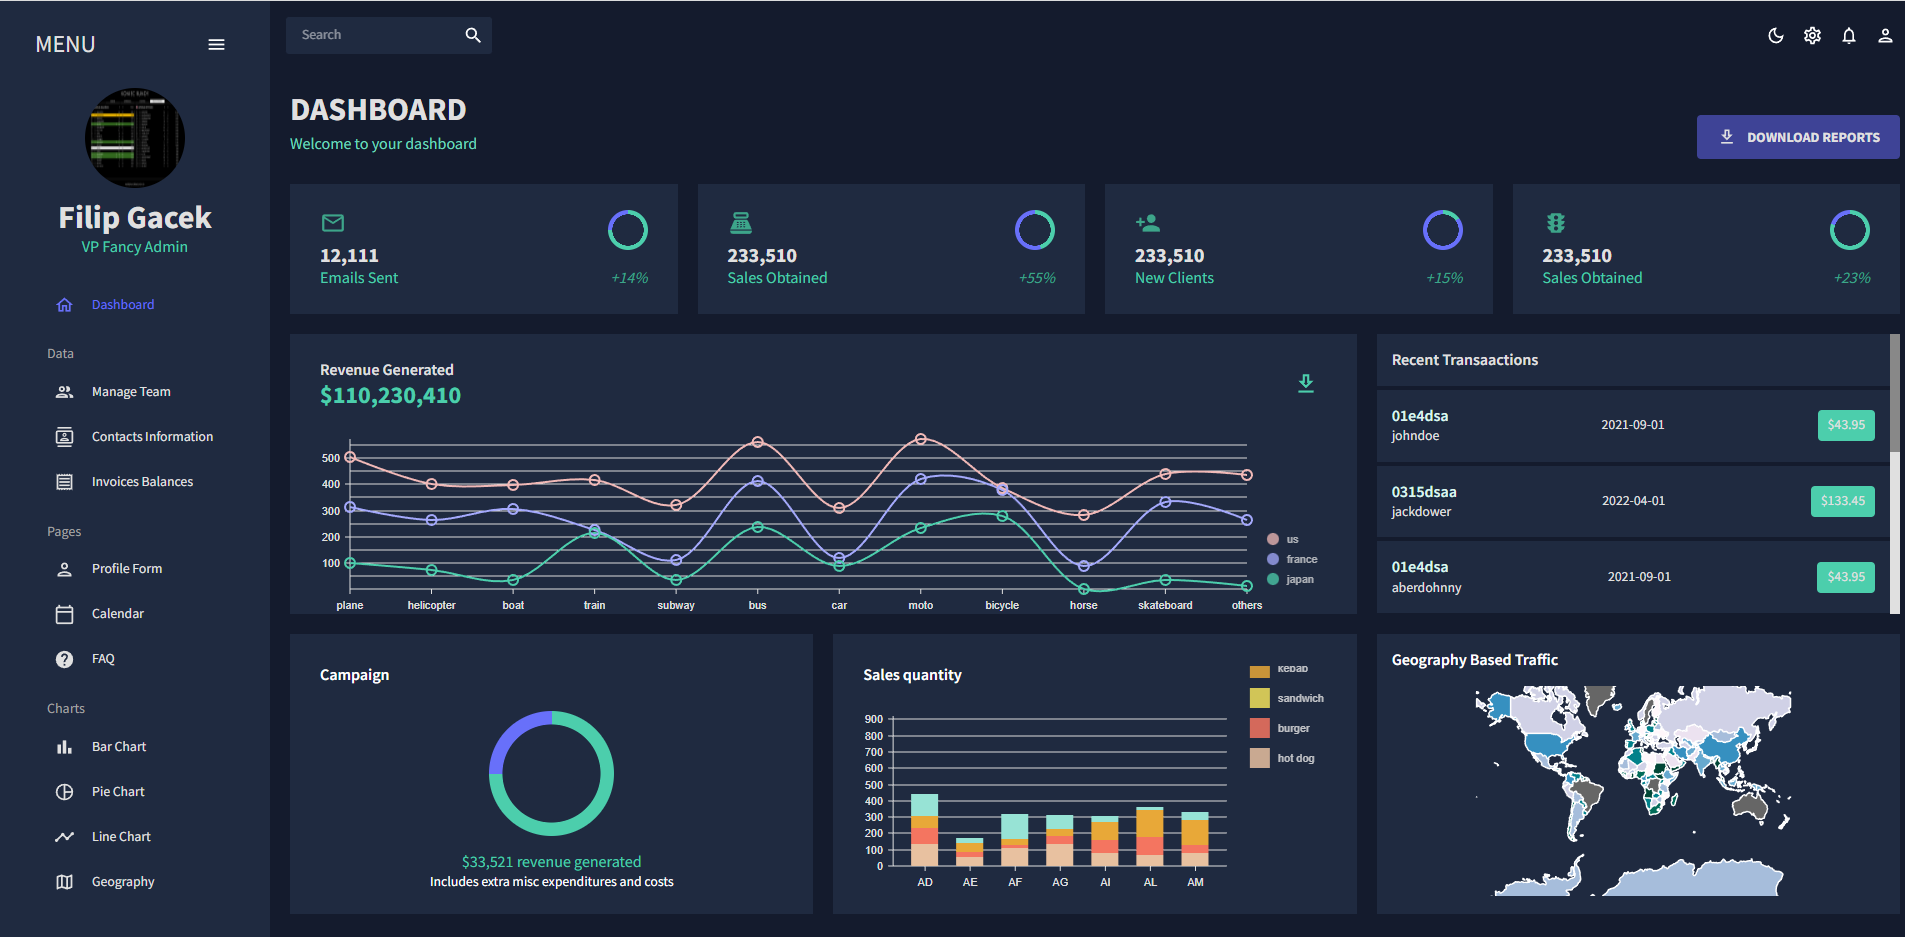 MENU
Search
Filip Gacek
VP Fancy Admin
Dashboard
Data
Manage Team
Contacts Information
Invoices Balances
Pages
Profile Form
Calendar
FAQ
Charts
Bar Chart
Pie Chart
Line Chart
Geography
DASHBOARD
Welcome to your dashboard
DOWNLOAD REPORTS
12,111
Emails Sent
+14%
233,510
Sales Obtained
+55%
233,510
New Clients
+15%
233,510
Sales Obtained
+23%
Revenue Generated
$110,230,410
500
400
300
200
100
plane helicopter boat train subway bus car moto bicycle horse skateboard others
us
france
japan
Recent Transaactions
01e4dsa
johndoe
2021-09-01
$43.95
0315dsaa
jackdower
2022-04-01
$133.45
01e4dsa
aberdohnny
2021-09-01
$43.95
Campaign
$33,521 revenue generated
Includes extra misc expenditures and costs
Sales quantity
kebab
sandwich
burger
hot dog
900
800
700
600
500
400
300
200
100
0
AD AE AF AG AI AL AM
Geography Based Traffic